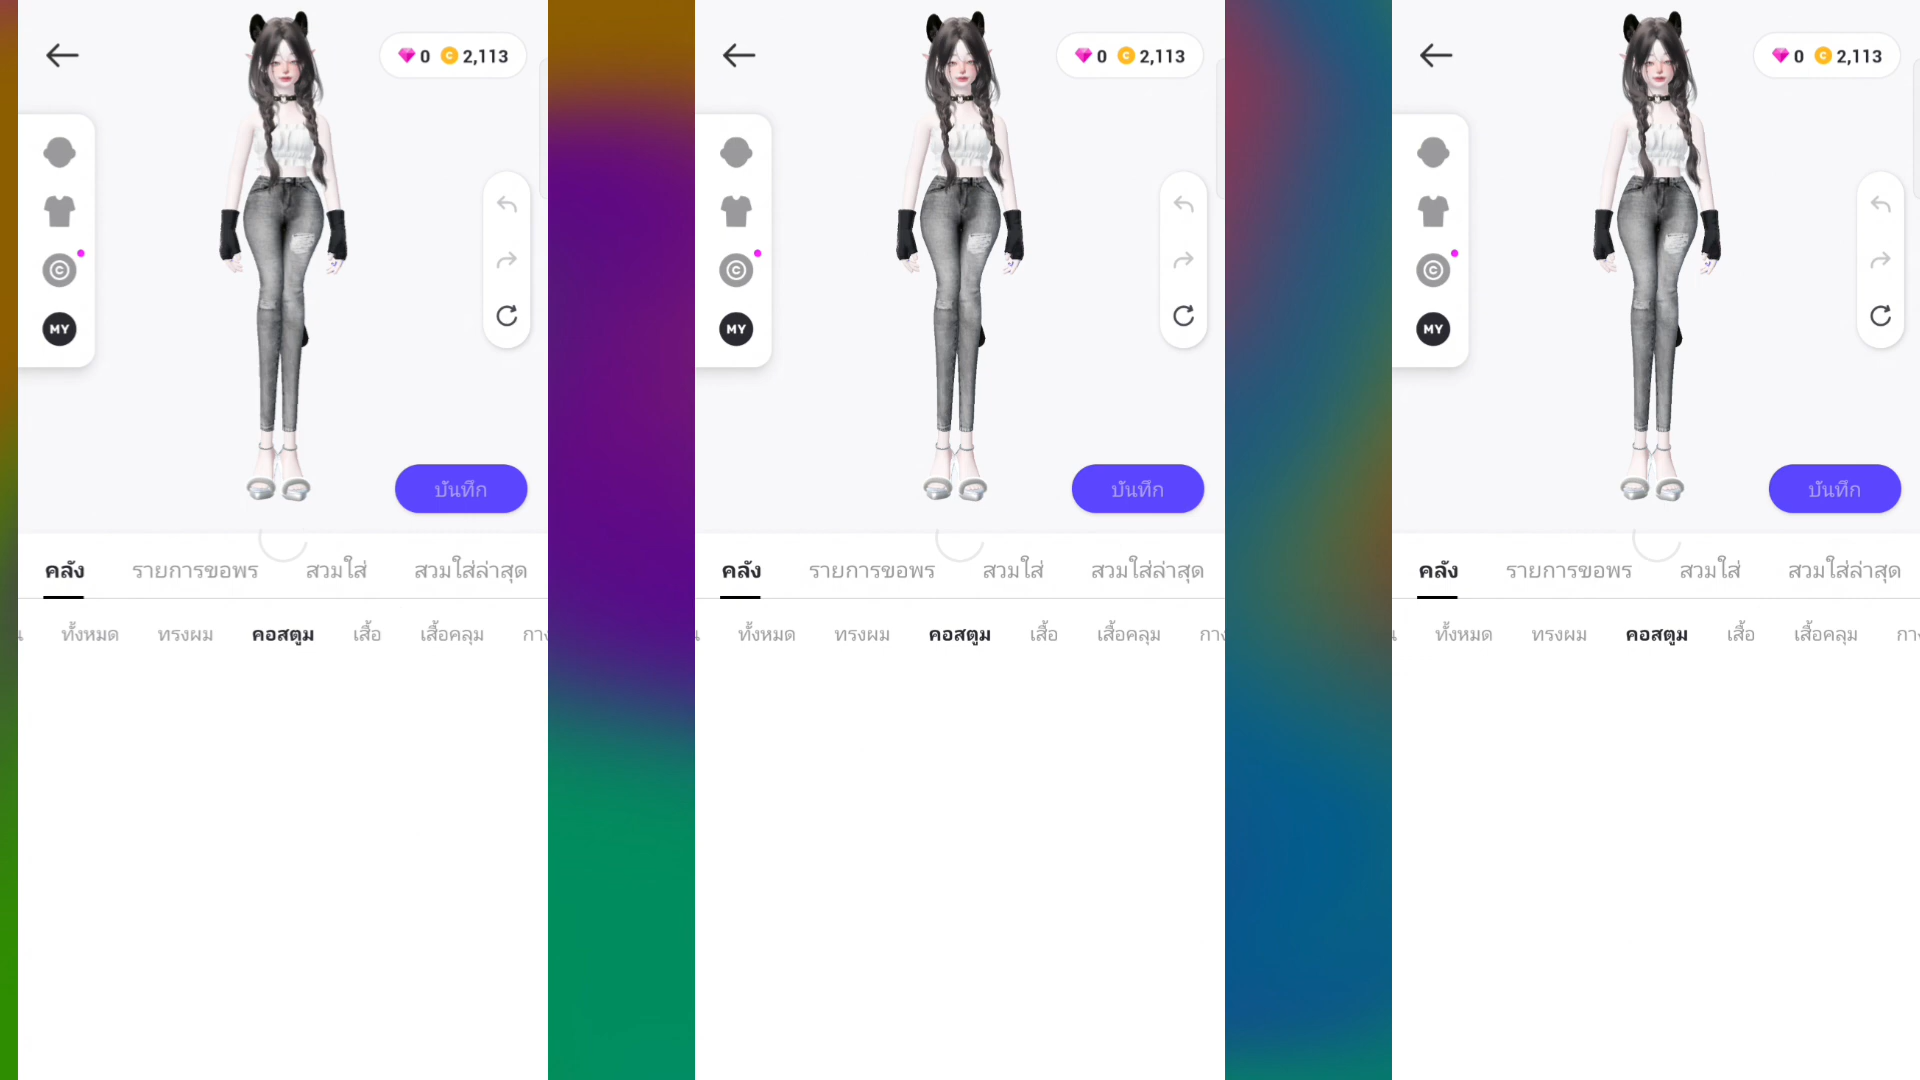 0 C 2,113
©
MY
บันทึก
คลัง รายการขอพร สวมใส่ สวมใส่ล่าสุด
ทั้งหมด ทรงผม คอสตูม เสื้อ เสื้อคลุม
0 C 2,113
©
MY
บันทึก
คลัง รายการขอพร สวมใส่ สวมใส่ล่าสุด
ทั้งหมด ทรงผม คอสตูม เสื้อ เสื้อคลุม
0 C 2,113
©
MY
บันทึก
คลัง รายการขอพร สวมใส่ สวมใส่ล่าสุด
ทั้งหมด ทรงผม คอสตูม เสื้อ เสื้อคลุม